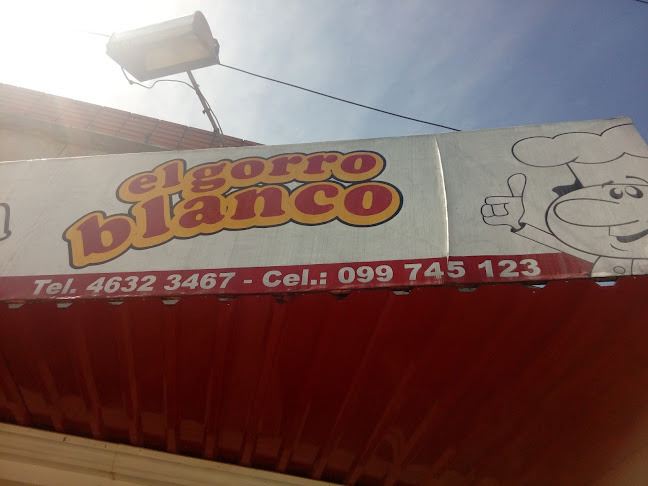 el gorro
blanco
Tel. 4632 3467 - Cel.: 099 745 123